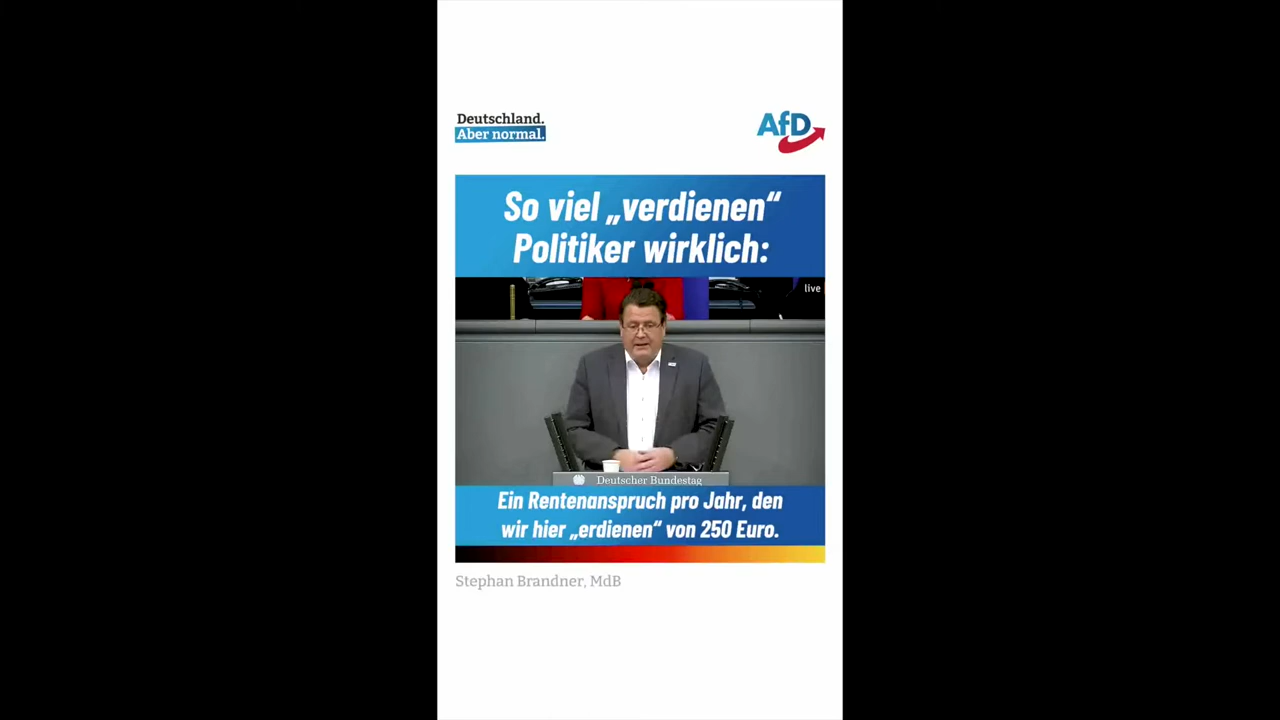 Deutschland.
Aber normal.
AfD
So viel „verdienen“
Politiker wirklich:
live
Deutscher Bundestag
Ein Rentenanspruch pro Jahr, den
wir hier „erdienen“ von 250 Euro.
Stephan Brandner, MdB